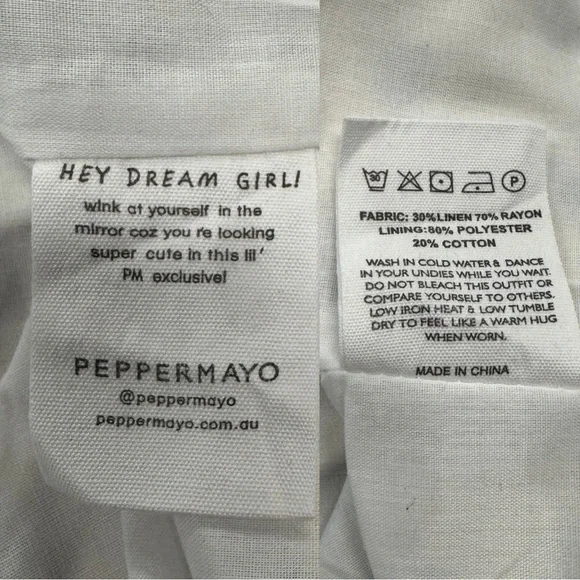 HEY DREAM GIRL!
wink at yourself in the
mirror coz you're looking
super cute in this lil'
PM exclusive!
PEPPERMAYO
@peppermayo
peppermayo.com.au
30
P
FABRIC: 30%LINEN 70% RAYON
LINING:80% POLYESTER
20% COTTON
WASH IN COLD WATER & DANCE
IN YOUR UNDIES WHILE YOU WAIT.
DO NOT BLEACH THIS OUTFIT OR
COMPARE YOURSELF TO OTHERS.
LOW IRON HEAT & LOW TUMBLE
DRY TO FEEL LIKE A WARM HUG
WHEN WORN.
MADE IN CHINA